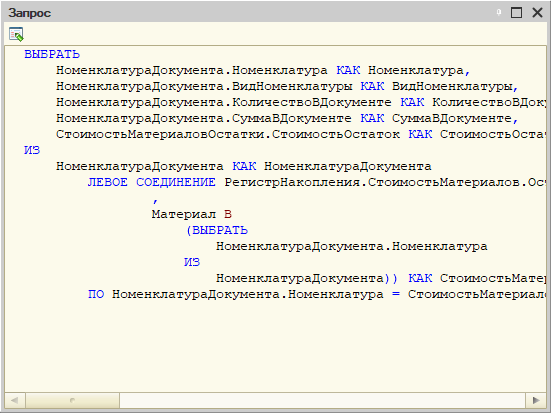 Запрос
ВЫБРАТЬ
НоменклатураДокумента.Номенклатура КАК Номенклатура,
НоменклатураДокумента.ВидНоменклатуры КАК ВидНоменклатуры,
НоменклатураДокумента.КоличествоВДокументе КАК КоличествоВДоку
НоменклатураДокумента.СуммаВДокументе КАК СуммаВДокументе,
СтоимостьМатериаловОстатки.СтоимостьОстаток КАК СтоимостьОстат
ИЗ
НоменклатураДокумента КАК НоменклатураДокумента
ЛЕВОЕ СОЕДИНЕНИЕ РегистрНакопления.СтоимостьМатериалов.Ост
,
Материал В
(ВЫБРАТЬ
НоменклатураДокумента.Номенклатура
ИЗ
НоменклатураДокумента)) КАК СтоимостьМатер
ПО НоменклатураДокумента.Номенклатура = СтоимостьМатериало